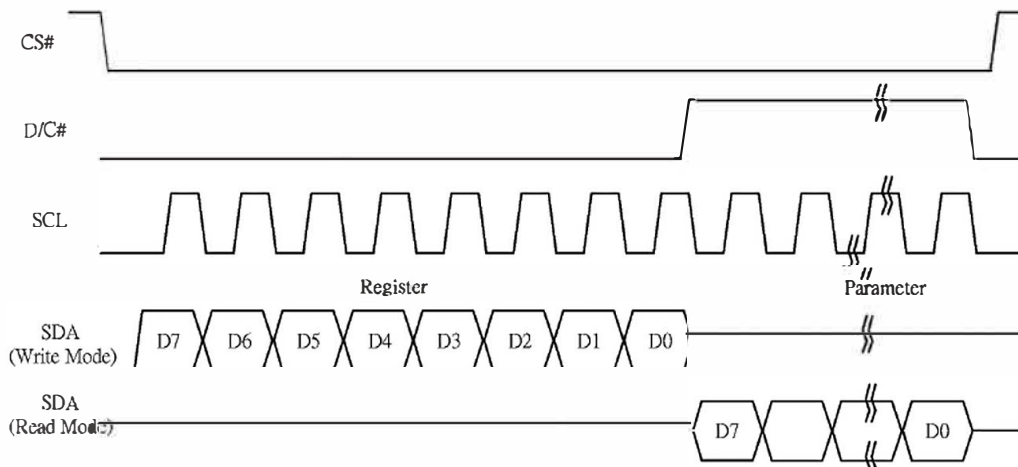 CS#
D/C#
SCL
Register Parameter
SDA
(Write Mode)
D7 D6 D5 D4 D3 D2 D1 D0
SDA
(Read Mode)
D7 D0